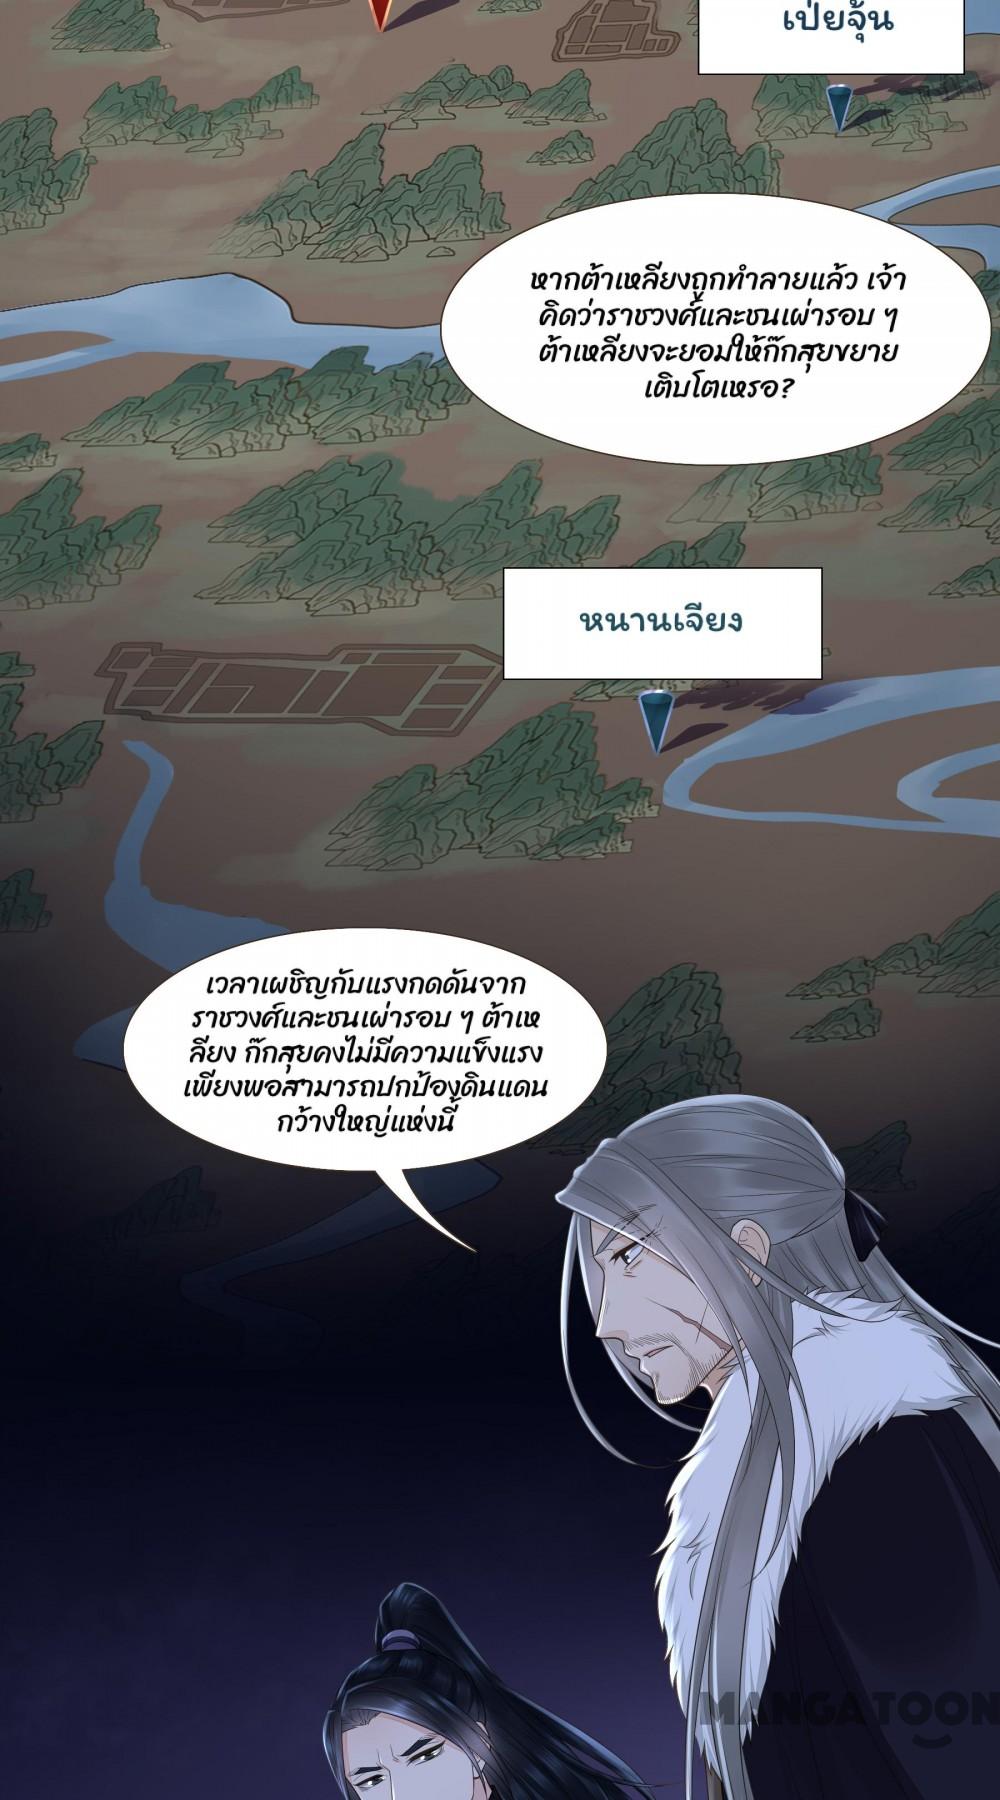 เป่ยจุ้น
หากต้าเหลียงถูกทำลายแล้ว เจ้า
คิดว่าราชวงศ์และชนเผ่ารอบ ๆ
ต้าเหลียงจะยอมให้ก๊กสุยขยาย
เติบโตเหรอ?
หนานเจียง
เวลาเผชิญกับแรงกดดันจาก
ราชวงศ์และชนเผ่ารอบ ๆ ต้าเห
ลียง ก๊กสุยคงไม่มีความแข็งแรง
เพียงพอสามารถปกป้องดินแดน
กว้างใหญ่แห่งนี้
MANGATOON